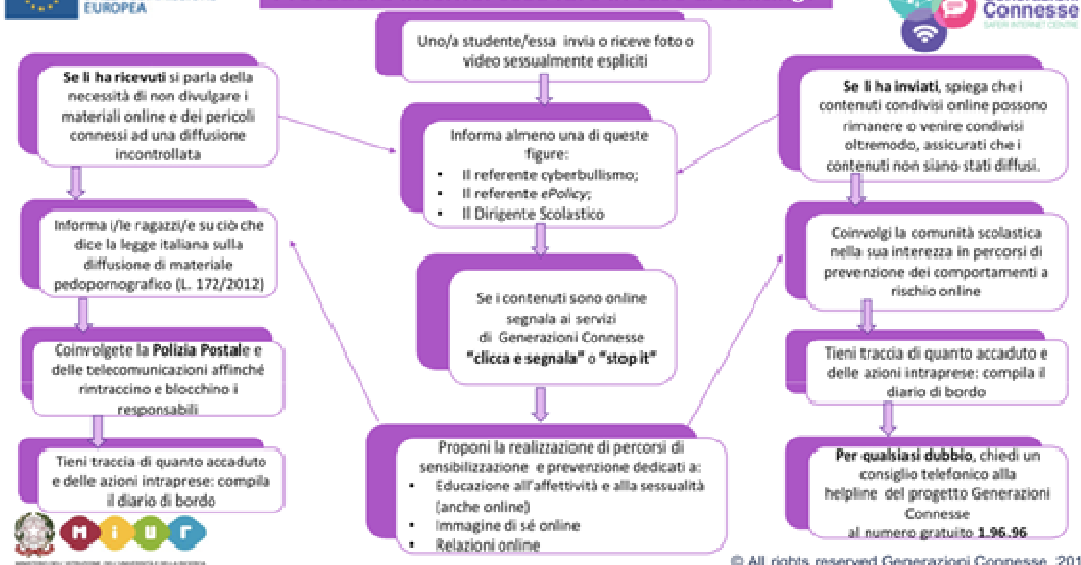 EUROPEA
Connesse
SAFER INTERNET CENTRE
Uno/a studente/essa invia o riceve foto o
video sessualmente espliciti
Se li ha ricevuti si parla della
necessità di non divulgare i
materiali online e dei pericoli
connessi ad una diffusione
incontrollata
Informa i/le ragazzi/e su ciò che
dice la legge italiana sulla
diffusione di materiale
pedopornografico (L. 172/2012)
Coinvolgete la Polizia Postale e
delle telecomunicazioni affinché
rintraccino e blocchino i
responsabili
Tieni traccia di quanto accaduto
e delle azioni intraprese: compila
il diario di bordo
Informa almeno una di queste
figure:
• Il referente cyberbullismo;
• Il referente ePolicy;
• Il Dirigente Scolastico
Se i contenuti sono online
segnala ai servizi
di Generazioni Connesse
"clicca e segnala" o "stop it"
Proponi la realizzazione di percorsi di
sensibilizzazione e prevenzione dedicati a:
• Educazione all'affettività e alla sessualità
(anche online)
• Immagine di sé online
• Relazioni online
Se li ha inviati, spiega che i
contenuti condivisi online possono
rimanere o venire condivisi
oltremodo, assicurati che i
contenuti non siano stati diffusi.
Coinvolgi la comunità scolastica
nella sua interezza in percorsi di
prevenzione dei comportamenti a
rischio online
Tieni traccia di quanto accaduto e
delle azioni intraprese: compila il
diario di bordo
Per qualsiasi dubbio, chiedi un
consiglio telefonico alla
helpline del progetto Generazioni
Connesse
al numero gratuito 1.96.96
MIUR
© All rights reserved Generazioni Connesse 201